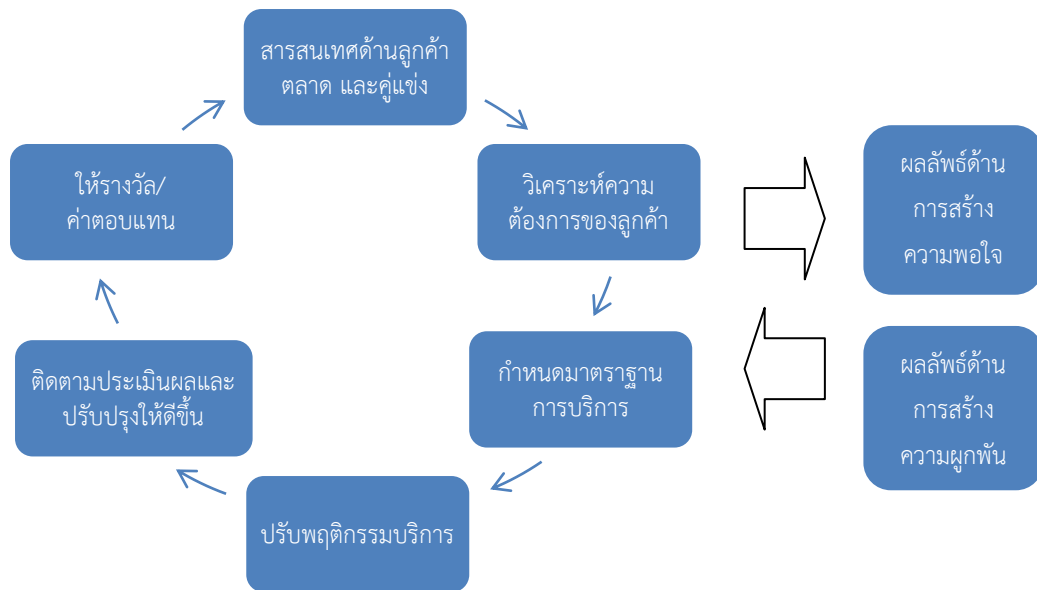 สารสนเทศด้านลูกค้า
ตลาด และคู่แข่ง
วิเคราะห์ความ
ต้องการของลูกค้า
กำหนดมาตราฐาน
การบริการ
ปรับพฤติกรรมบริการ
ติดตามประเมินผลและ
ปรับปรุงให้ดีขึ้น
ให้รางวัล/
ค่าตอบแทน
ผลลัพธ์ด้าน
การสร้าง
ความพอใจ
ผลลัพธ์ด้าน
การสร้าง
ความผูกพัน